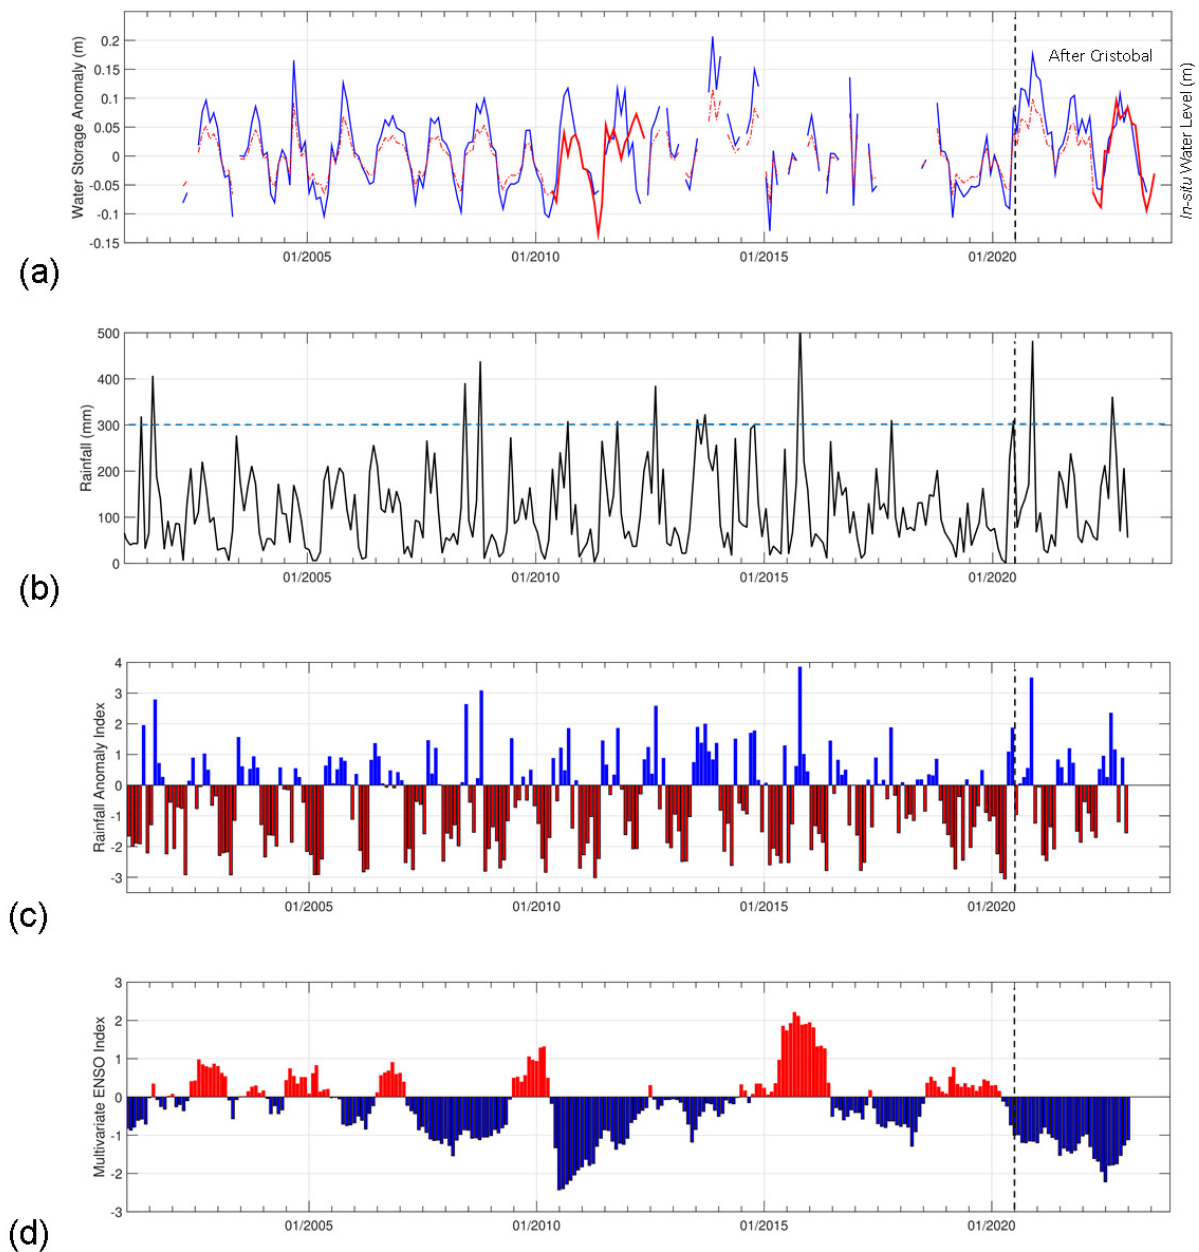 0.2
0.15
0.1
0.05
0
-0.05
-0.1
-0.15
Water Storage Anomaly (m)
After Cristobal
In-situ Water Level (m)
01/2005 01/2010 01/2015 01/2020
(a)
500
400
300
200
100
0
Rainfall (mm)
01/2005 01/2010 01/2015 01/2020
(b)
4
3
2
1
0
-1
-2
-3
Rainfall Anomaly Index
01/2005 01/2010 01/2015 01/2020
(c)
3
2
1
0
-1
-2
-3
Multivariate ENSO Index
01/2005 01/2010 01/2015 01/2020
(d)